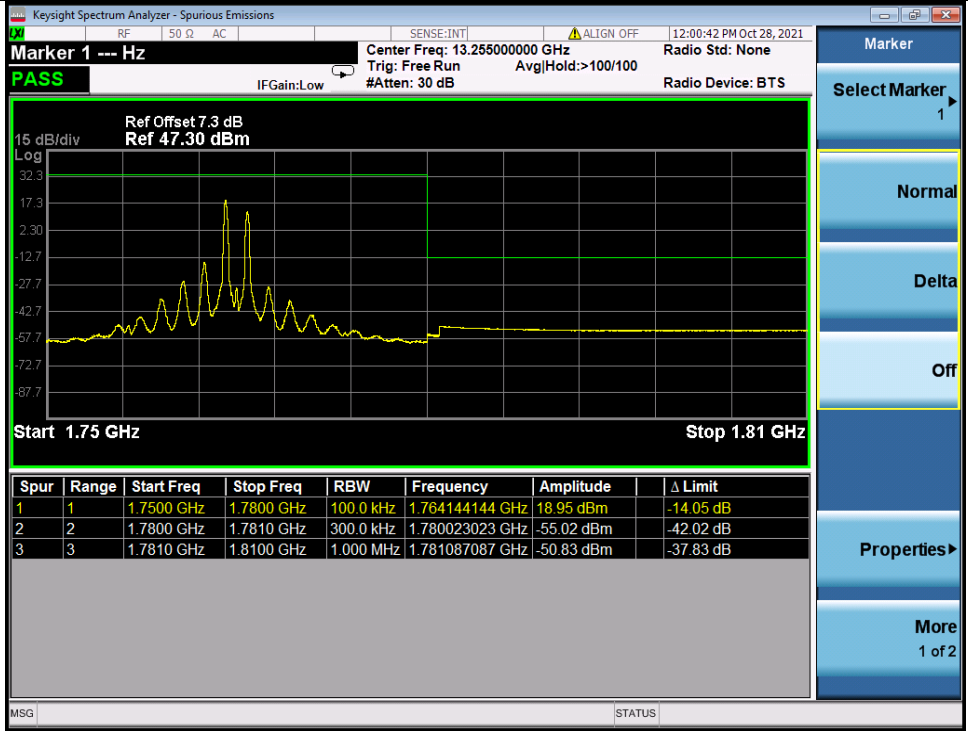 Keysight Spectrum Analyzer - Spurious Emissions
LXI RF 50 Ω AC SENSE:INT ALIGN OFF 12:00:42 PM Oct 28, 2021
Marker 1 --- Hz
PASS
IFGain:Low
Center Freq: 13.255000000 GHz
Trig: Free Run Avg|Hold:>100/100
#Atten: 30 dB
Radio Std: None
Radio Device: BTS
Ref Offset 7.3 dB
15 dB/div Ref 47.30 dBm
Log
32.3
17.3
2.30
-12.7
-27.7
-42.7
-57.7
-72.7
-87.7
Start 1.75 GHz Stop 1.81 GHz
Spur Range Start Freq Stop Freq RBW Frequency Amplitude Δ Limit
1 1 1.7500 GHz 1.7800 GHz 100.0 kHz 1.764144144 GHz 18.95 dBm -14.05 dB
2 2 1.7800 GHz 1.7810 GHz 300.0 kHz 1.780023023 GHz -55.02 dBm -42.02 dB
3 3 1.7810 GHz 1.8100 GHz 1.000 MHz 1.781087087 GHz -50.83 dBm -37.83 dB
MSG STATUS
Marker
Select Marker
1
Normal
Delta
Off
Properties
More
1 of 2